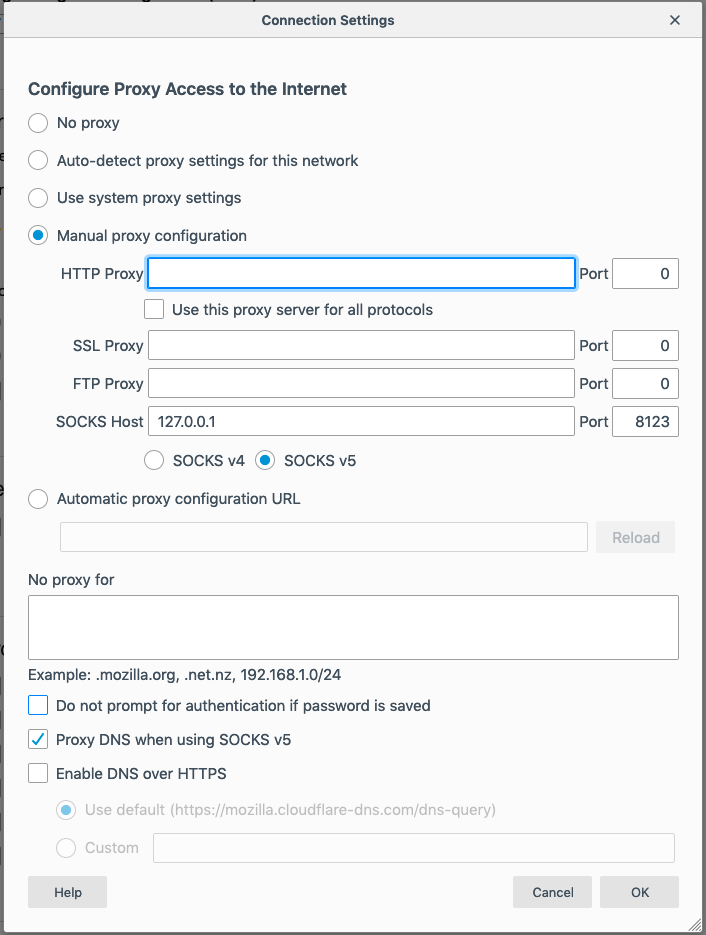 Connection Settings
Configure Proxy Access to the Internet
No proxy
Auto-detect proxy settings for this network
Use system proxy settings
Manual proxy configuration
HTTP Proxy Port 0
Use this proxy server for all protocols
SSL Proxy Port 0
FTP Proxy Port 0
SOCKS Host 127.0.0.1 Port 8123
SOCKS v4 SOCKS v5
Automatic proxy configuration URL
Reload
No proxy for
Example: .mozilla.org, .net.nz, 192.168.1.0/24
Do not prompt for authentication if password is saved
Proxy DNS when using SOCKS v5
Enable DNS over HTTPS
Use default (https://mozilla.cloudflare-dns.com/dns-query)
Custom
Help Cancel OK